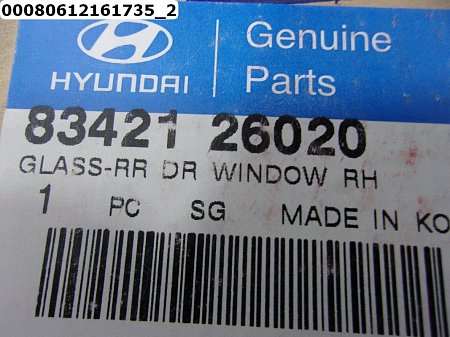 00080612161735_2
HYUNDAI
Genuine
Parts
83421 26020
GLASS-RR DR WINDOW RH
1 PC SG MADE IN KO